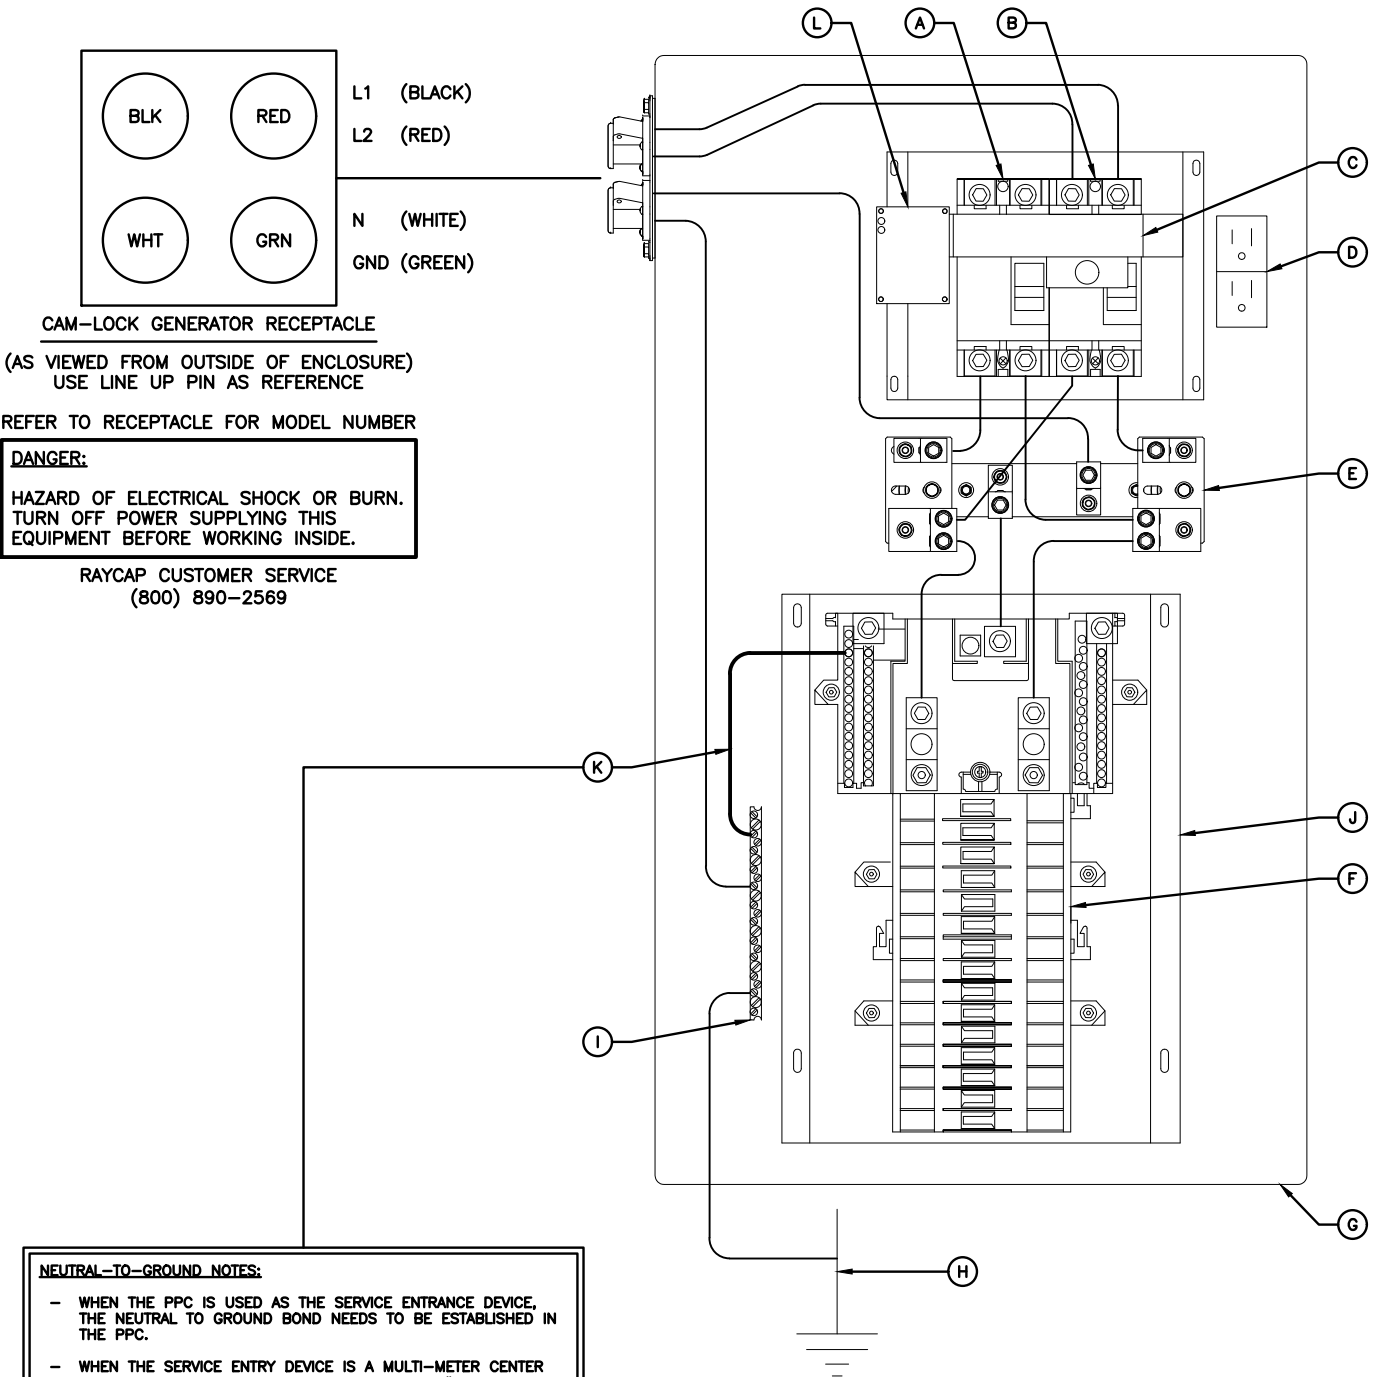 L
A
B
C
D
E
BLK
RED
WHT
GRN
L1 (BLACK)
L2 (RED)
N (WHITE)
GND (GREEN)
CAM-LOCK GENERATOR RECEPTACLE
(AS VIEWED FROM OUTSIDE OF ENCLOSURE)
USE LINE UP PIN AS REFERENCE
REFER TO RECEPTACLE FOR MODEL NUMBER
DANGER:
HAZARD OF ELECTRICAL SHOCK OR BURN.
TURN OFF POWER SUPPLYING THIS
EQUIPMENT BEFORE WORKING INSIDE.
RAYCAP CUSTOMER SERVICE
(800) 890-2569
K
J
F
I
G
H
NEUTRAL-TO-GROUND NOTES:
- WHEN THE PPC IS USED AS THE SERVICE ENTRANCE DEVICE,
THE NEUTRAL TO GROUND BOND NEEDS TO BE ESTABLISHED IN
THE PPC.
- WHEN THE SERVICE ENTRY DEVICE IS A MULTI-METER CENTER